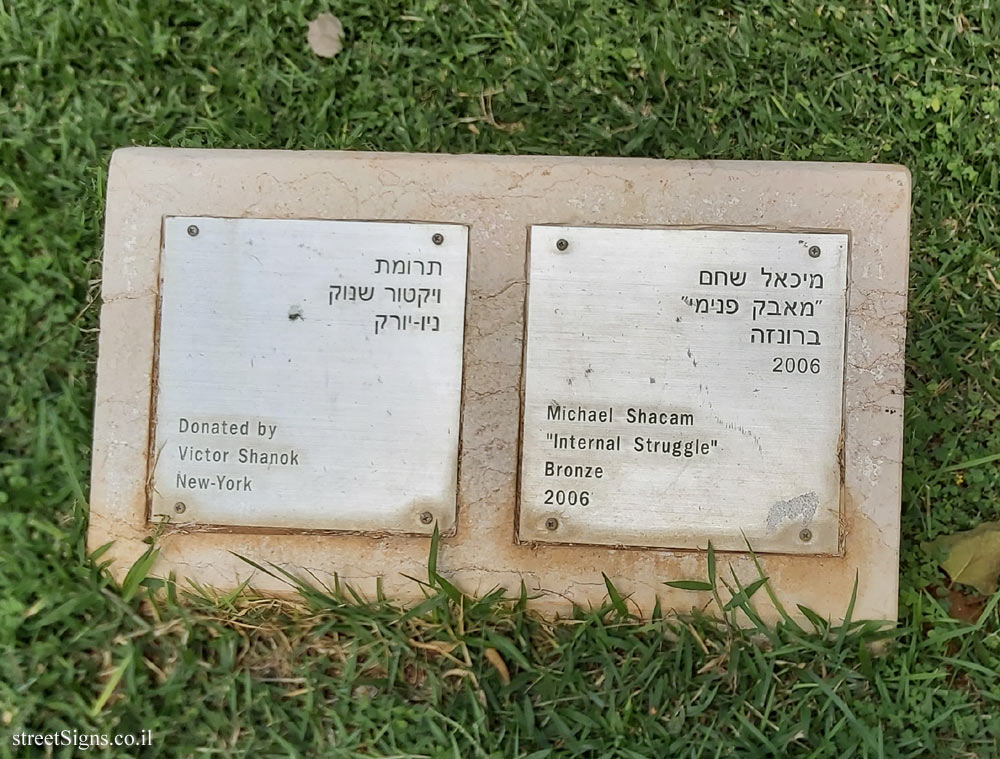 תרומת
ויקטור שנוק
ניו-יורק
Donated by
Victor Shanok
New-York
מיכאל שחם
"מאבק פנימי"
ברונזה
2006
Michael Shacam
"Internal Struggle"
Bronze
2006
streetSigns.co.il